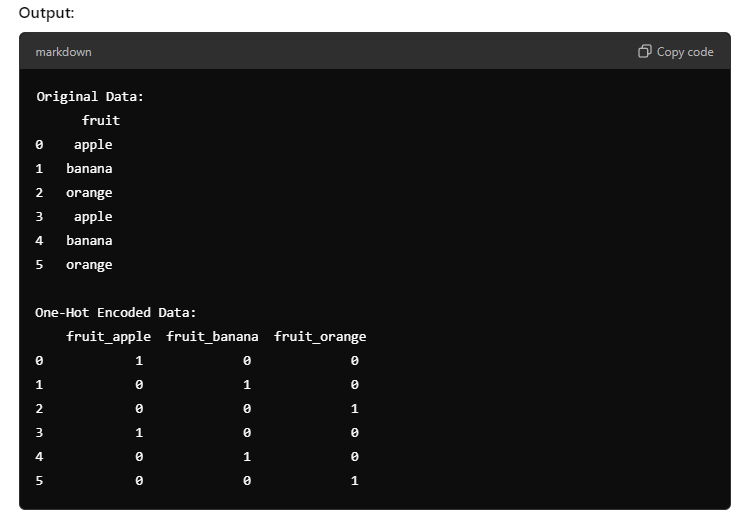 Output:
markdown Copy code
Original Data:
fruit
0 apple
1 banana
2 orange
3 apple
4 banana
5 orange
One-Hot Encoded Data:
fruit_apple fruit_banana fruit_orange
0 1 0 0
1 0 1 0
2 0 0 1
3 1 0 0
4 0 1 0
5 0 0 1